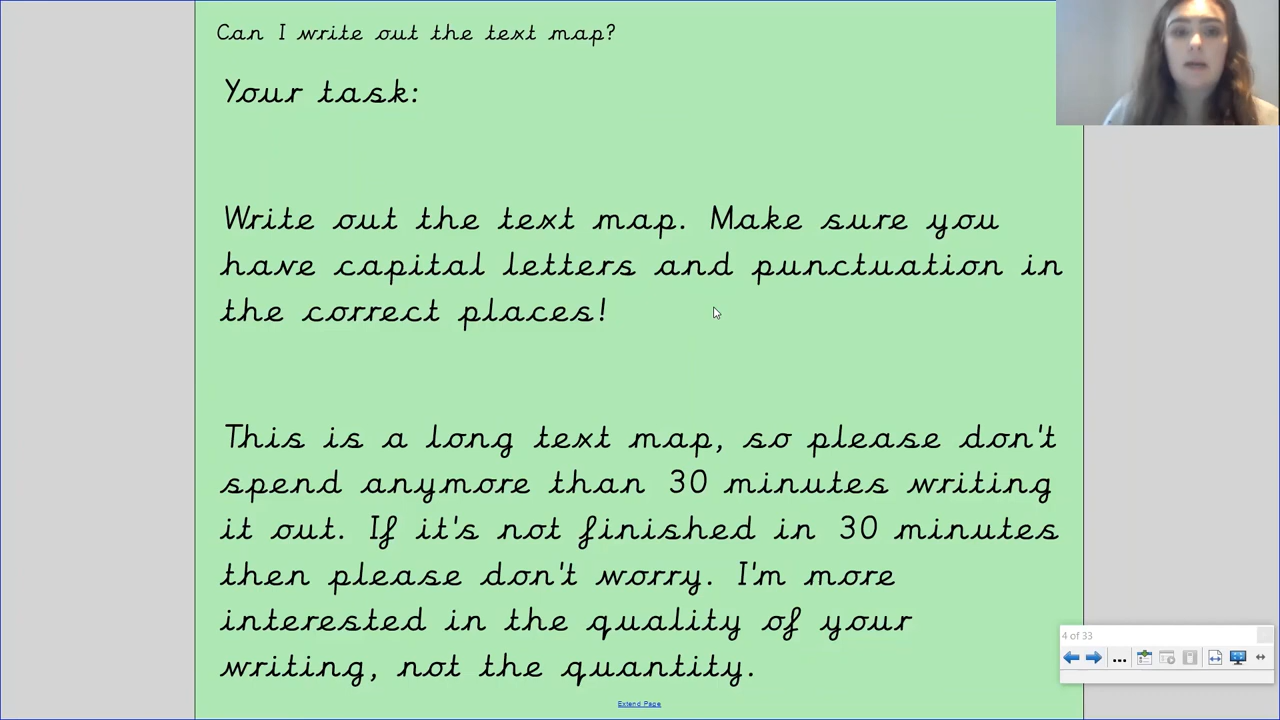 Can I write out the text map?
Your task:
Write out the text map. Make sure you
have capital letters and punctuation in
the correct places!
This is a long text map, so please don't
spend anymore than 30 minutes writing
it out. If it's not finished in 30 minutes
then please don't worry. I'm more
interested in the quality of your
writing, not the quantity.
4 of 33
Extend Page